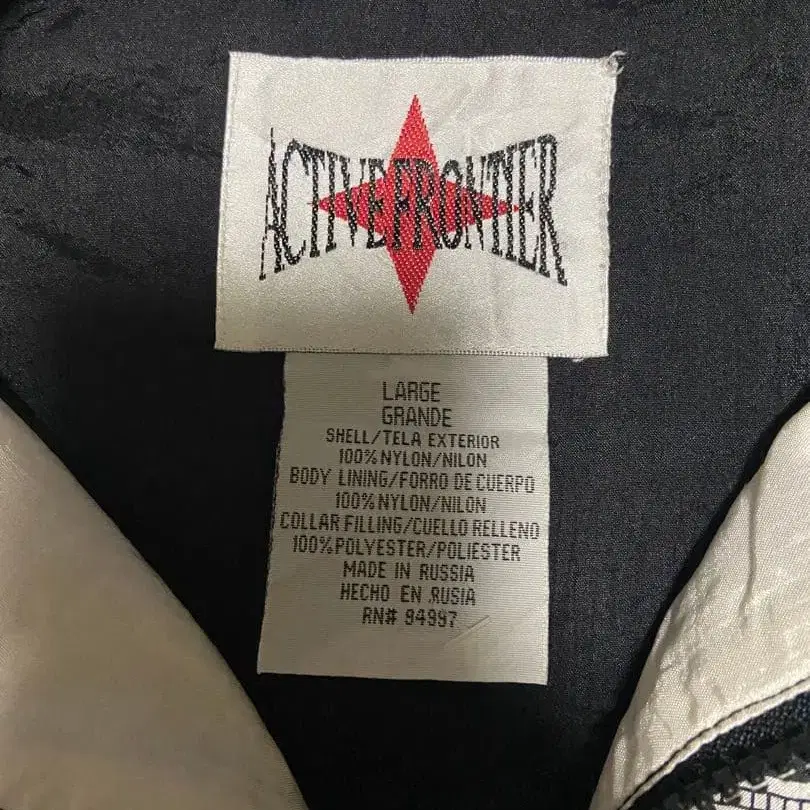 ACTIVE FRONTIER
LARGE
GRANDE
SHELL/TELA EXTERIOR
100% NYLON/NILON
BODY LINING/FORRO DE CUERPO
100% NYLON/NILON
COLLAR FILLING/CUELLO RELLENO
100% POLYESTER/POLIESTER
MADE IN RUSSIA
HECHO EN RUSIA
RN# 94997